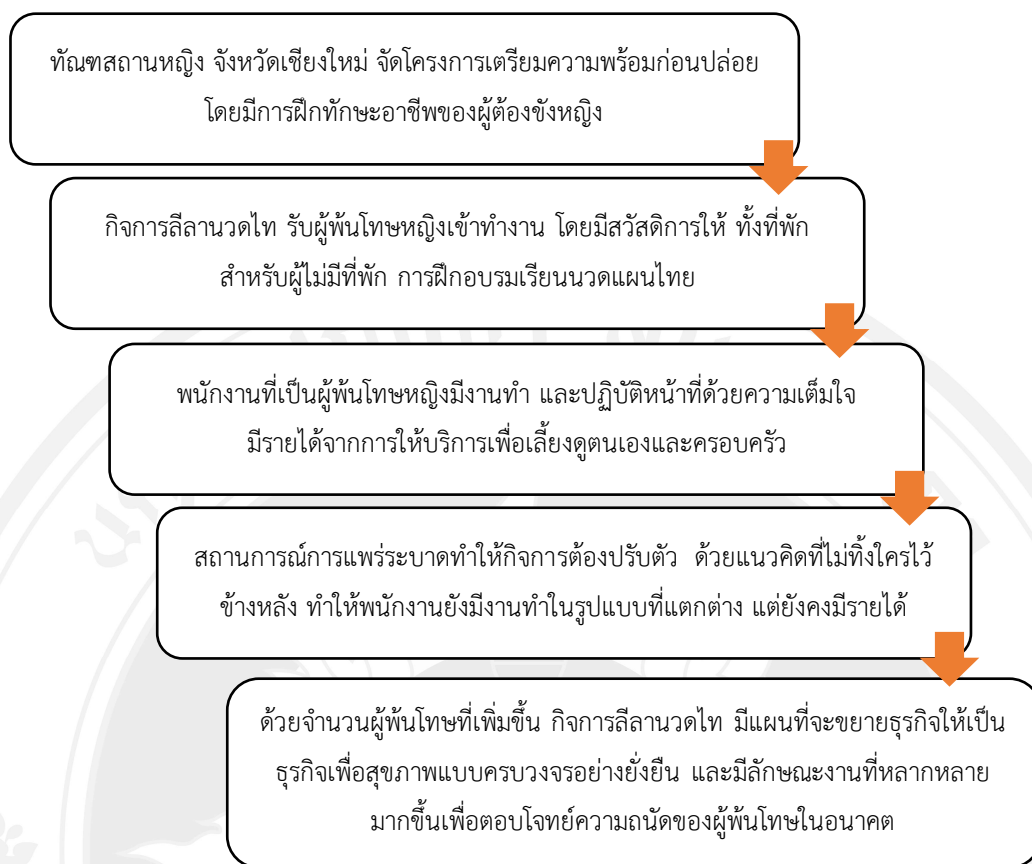 ทัณฑสถานหญิง จังหวัดเชียงใหม่ จัดโครงการเตรียมความพร้อมก่อนปล่อย
โดยมีการฝึกทักษะอาชีพของผู้ต้องขังหญิง
กิจการลีลานวดไท รับผู้พ้นโทษหญิงเข้าทำงาน โดยมีสวัสดิการให้ ทั้งที่พัก
สำหรับผู้ไม่มีที่พัก การฝึกอบรมเรียนนวดแผนไทย
พนักงานที่เป็นผู้พ้นโทษหญิงมีงานทำ และปฏิบัติหน้าที่ด้วยความเต็มใจ
มีรายได้จากการให้บริการเพื่อเลี้ยงดูตนเองและครอบครัว
สถานการณ์การแพร่ระบาดทำให้กิจการต้องปรับตัว ด้วยแนวคิดที่ไม่ทิ้งใครไว้
ข้างหลัง ทำให้พนักงานยังมีงานทำในรูปแบบที่แตกต่าง แต่ยังคงมีรายได้
ด้วยจำนวนผู้พ้นโทษที่เพิ่มขึ้น กิจการลีลานวดไท มีแผนที่จะขยายธุรกิจให้เป็น
ธุรกิจเพื่อสุขภาพแบบครบวงจรอย่างยั่งยืน และมีลักษณะงานที่หลากหลาย
มากขึ้นเพื่อตอบโจทย์ความถนัดของผู้พ้นโทษในอนาคต